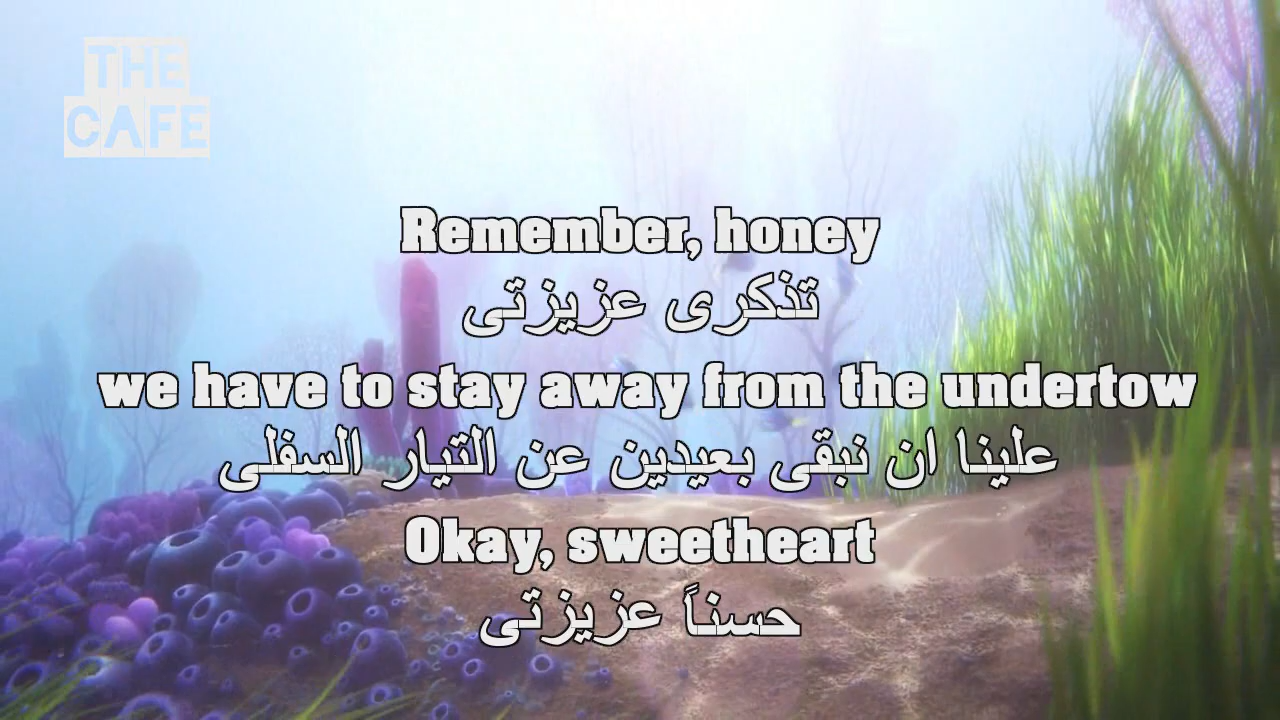 THE
CAFE
Remember, honey
تذكرى عزيزتى
we have to stay away from the undertow
علينا ان نبقى بعيدين عن التيار السفلى
Okay, sweetheart
حسناً عزيزتى